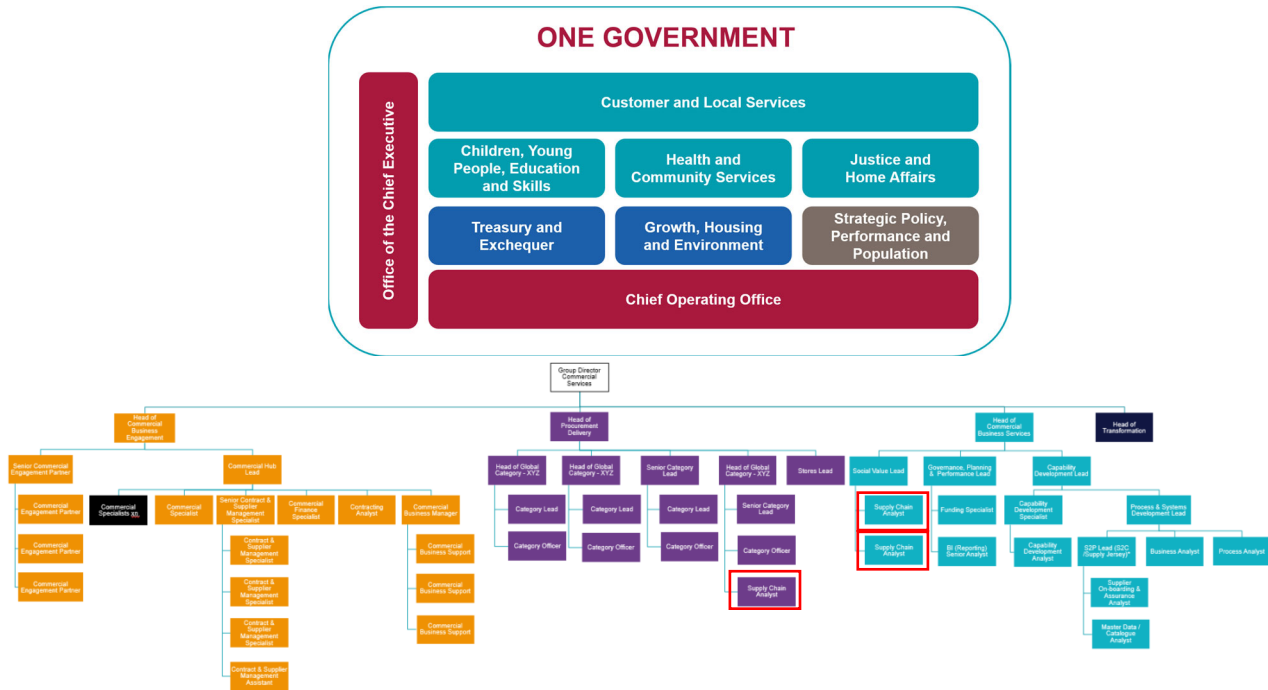 ONE GOVERNMENT
Office of the Chief Executive
Customer and Local Services
Children, Young
People, Education
and Skills
Health and
Community Services
Justice and
Home Affairs
Treasury and
Exchequer
Growth, Housing
and Environment
Strategic Policy,
Performance and
Population
Chief Operating Office
Group Director
Commercial
Services
Head of
Commercial
Business
Engagement
Head of
Procurement
Delivery
Head of
Commercial
Business Services
Head of
Transformation
Senior Commercial
Engagement Partner
Commercial Hub
Lead
Head of Global
Category - XYZ
Head of Global
Category - XYZ
Senior Category
Lead
Head of Global
Category - XYZ
Stores Lead
Social Value Lead
Governance, Planning
& Performance Lead
Capability
Development Lead
Commercial
Engagement Partner
Commercial
Engagement Partner
Commercial
Engagement Partner
Commercial
Specialists xn
Commercial
Specialist
Senior Contract &
Supplier
Management
Specialist
Commercial
Finance
Specialist
Contracting
Analyst
Commercial
Business Manager
Contract &
Supplier
Management
Specialist
Contract &
Supplier
Management
Specialist
Contract &
Supplier
Management
Specialist
Contract & Supplier
Management
Assistant
Commercial
Business Support
Commercial
Business Support
Commercial
Business Support
Category Lead
Category Officer
Category Lead
Category Officer
Category Lead
Category Officer
Senior Category
Lead
Category Officer
Supply Chain
Analyst
Supply Chain
Analyst
Supply Chain
Analyst
Funding Specialist
BI (Reporting)
Senior Analyst
Capability
Development
Specialist
Capability
Development
Analyst
Process & Systems
Development Lead
S2P Lead (S2C
/Supply Jersey)*
Business Analyst
Process Analyst
Supplier
On-boarding &
Assurance
Analyst
Master Data /
Catalogue
Analyst